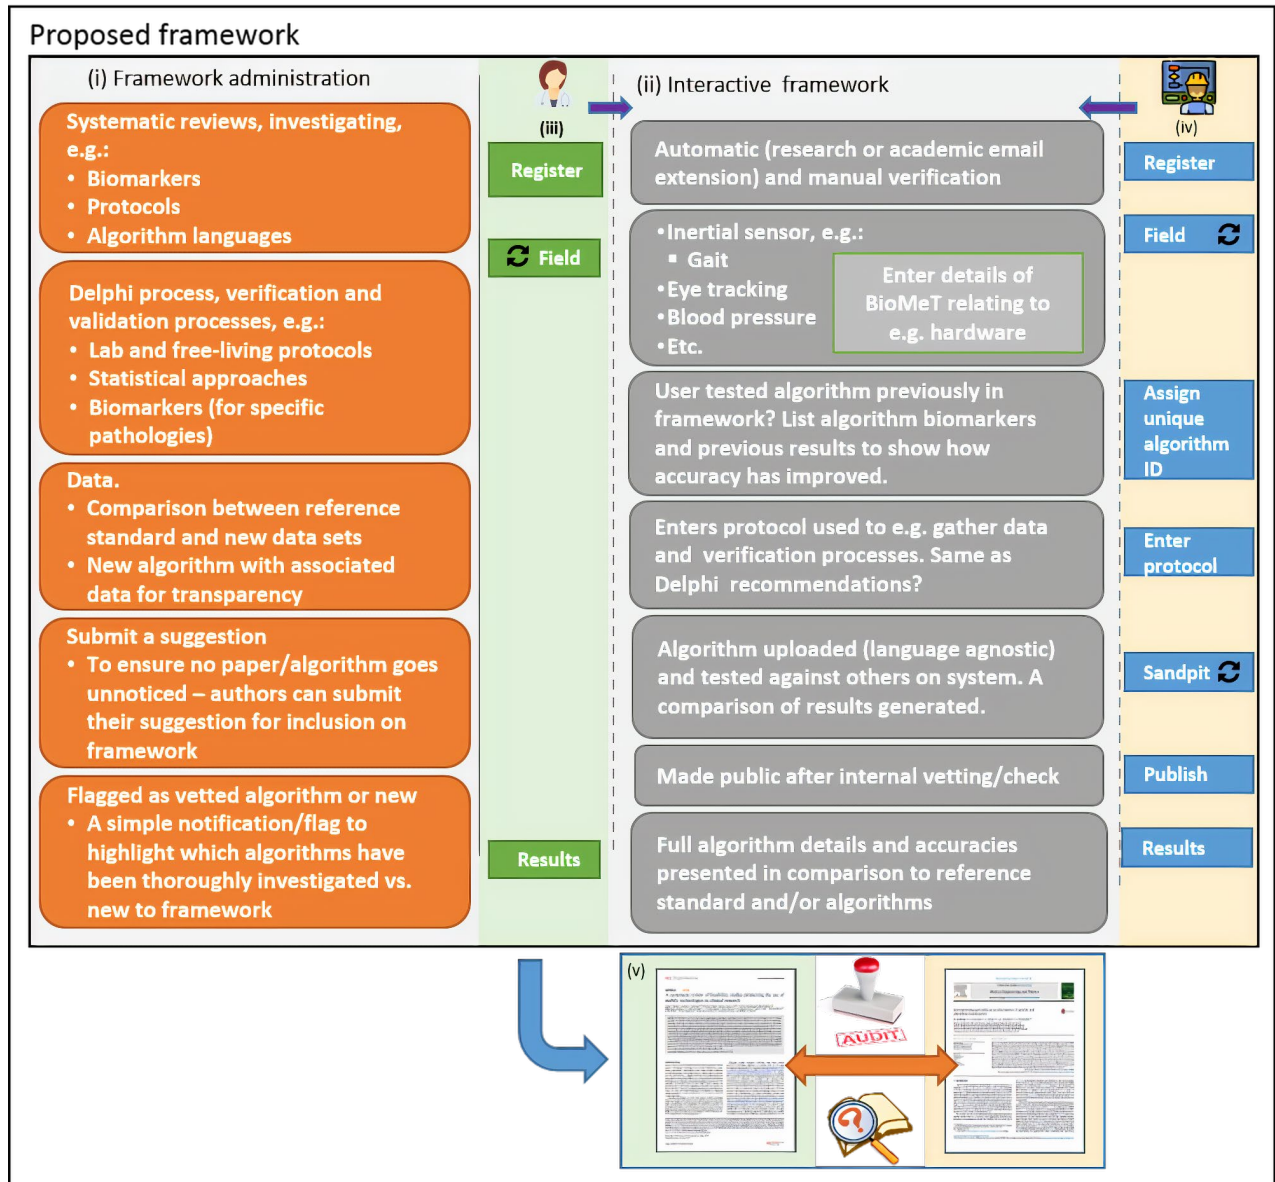 Proposed framework
(i) Framework administration
Systematic reviews, investigating,
e.g.:
• Biomarkers
• Protocols
• Algorithm languages
Delphi process, verification and
validation processes, e.g.:
• Lab and free-living protocols
• Statistical approaches
• Biomarkers (for specific
pathologies)
Data.
• Comparison between reference
standard and new data sets
• New algorithm with associated
data for transparency
Submit a suggestion
• To ensure no paper/algorithm goes
unnoticed – authors can submit
their suggestion for inclusion on
framework
Flagged as vetted algorithm or new
• A simple notification/flag to
highlight which algorithms have
been thoroughly investigated vs.
new to framework
(iii)
Register
Field
Results
(ii) Interactive framework
Automatic (research or academic email
extension) and manual verification
•Inertial sensor, e.g.:
▪ Gait
•Eye tracking
•Blood pressure
•Etc.
Enter details of
BioMeT relating to
e.g. hardware
User tested algorithm previously in
framework? List algorithm biomarkers
and previous results to show how
accuracy has improved.
Enters protocol used to e.g. gather data
and verification processes. Same as
Delphi recommendations?
Algorithm uploaded (language agnostic)
and tested against others on system. A
comparison of results generated.
Made public after internal vetting/check
Full algorithm details and accuracies
presented in comparison to reference
standard and/or algorithms
(iv)
Register
Field
Assign
unique
algorithm
ID
Enter
protocol
Sandpit
Publish
Results
(v)
AUDIT
?